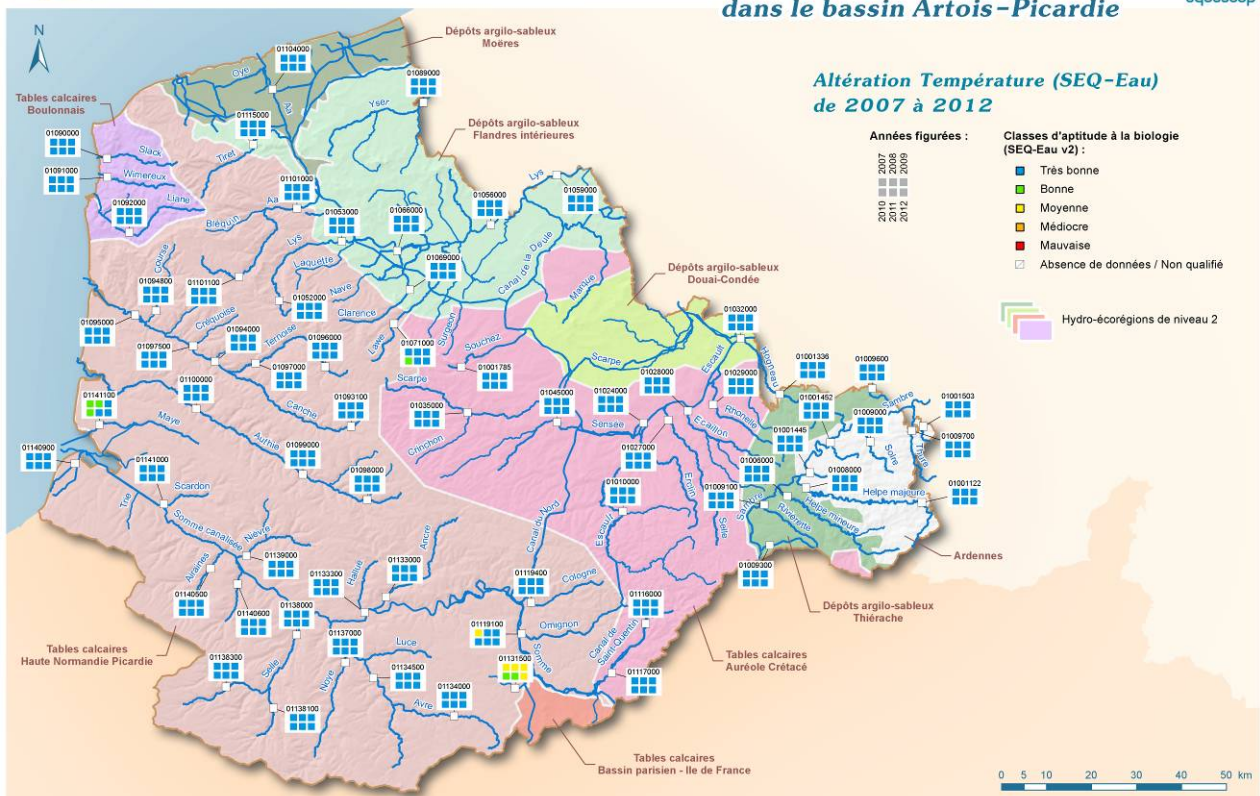 dans le bassin Artois-Picardie
Altération Température (SEQ-Eau)
de 2007 à 2012
Années figurées :
2007
2008
2009
2010
2011
2012
Classes d'aptitude à la biologie
(SEQ-Eau v2) :
Très bonne
Bonne
Moyenne
Médiocre
Mauvaise
Absence de données / Non qualifié
Hydro-écorégions de niveau 2
N
Dépôts argilo-sableux
Moëres
01104000
Oye
Aa
01089000
Tables calcaires
Boulonnais
Yser
Dépôts argilo-sableux
Flandres intérieures
01115000
Tiret
01090000
Slack
01091000
Wimereux
01092000
Liane
01101000
Aa
Bléquin
01053000
01066000
01056000
Lys
01059000
Lys
Laquette
Nave
Clarence
01069000
Canal de la Deule
Marque
Dépôts argilo-sableux
Douai-Condée
Course
01094800
01101100
01052000
01095000
Créquoise
01094000
Ternoise
01096000
01097500
01097000
Lawe
Surgeon
01071000
Souchez
01001785
Scarpe
Scarpe
01032000
Escault
Hogneau
01001336
01009600
01028000
01029000
01141100
01100000
Maye
Canche
01093100
01035000
Crinchon
01045000
01024000
Sensée
Ecaillon
Rhonelle
01001452
01009000
Sambre
01001503
01001445
Solre
01009700
Thure
01140900
Authie
01099000
01098000
01027000
01006000
01008000
01141000
Scardon
Trie
01010000
Erclin
01009100
Sambre
Helpe majeure
01001122
Helpe mineure
Rivierette
Selle
Escault
Canal du Nord
Somme canalisée
Nièvre
Ancre
Airaines
01139000
01133300
Hallue
01133000
01119400
Cologne
01009300
Ardennes
Dépôts argilo-sableux
Thiérache
01140500
01140600
01138000
01137000
Luce
01119100
Omignon
01116000
Canal de
Saint-Quentin
Tables calcaires
Haute Normandie Picardie
01138300
Selle
Noye
01134500
01131500
Somme
Tables calcaires
Auréole Crétacé
01117000
01134000
Avre
01138100
Tables calcaires
Bassin parisien - Ile de France
0 5 10 20 30 40 50 km